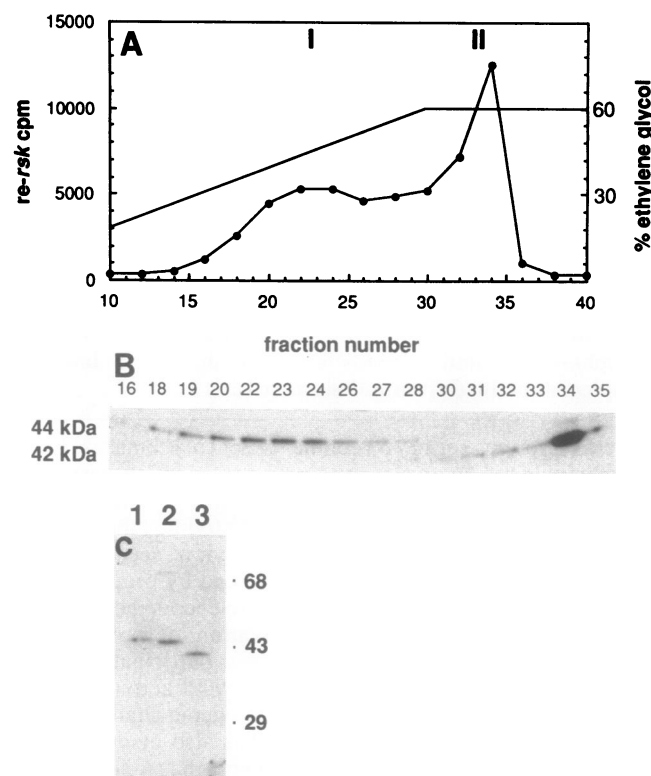 A
I
II
15000
10000
5000
0
re-rsk cpm
60
30
% ethylene glycol
10 15 20 25 30 35 40
fraction number
B
16 18 19 20 22 23 24 26 27 28 30 31 32 33 34 35
44 kDa
42 kDa
1 2 3
C
68
43
29